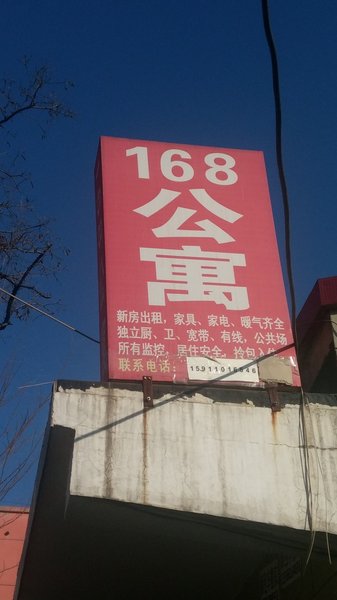 168
公寓
新房出租，家具、家电、暖气齐全
独立厨、卫、宽带、有线，公共场
所有监控，居住安全。拎包入住
联系电话：15911016546